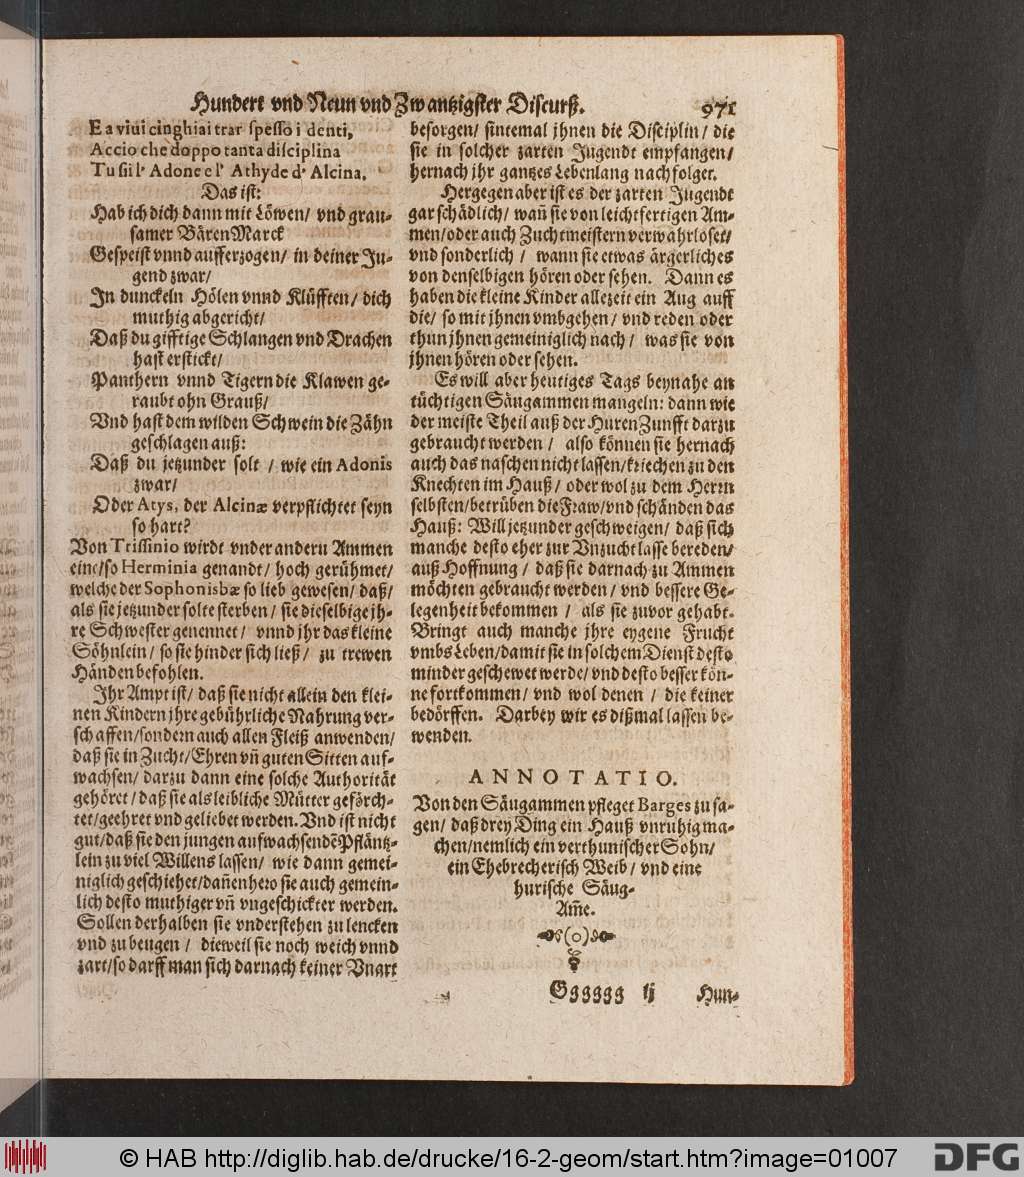 Hundert vnd Neun vnd Zwantzigster Discurß. 971
E a viui cinghiai trar spesso i denti,
Accio che doppo tanta disciplina
Tu sii l' Adone e l' Athyde d' Alcina.
Das ist:
Hab ich dich dann mit Löwen/ vnd grau-
samer Bären Marck
Gespeist vnnd aufferzogen/ in deiner Ju-
gend zwar/
In dunckeln Hölen vnnd Klüfften/ dich
muthig abgericht/
Daß du gifftige Schlangen vnd Drachen
hast erstickt/
Panthern vnnd Tigern die Klawen ge-
raubt ohn Grauß/
Vnd hast dem wilden Schwein die Zähn
geschlagen auß:
Daß du jetzunder solt / wie ein Adonis
zwar/
Oder Atys, der Alcinæ verpflichtet seyn
so hart?
Von Trissinio wirdt vnder andern Ammen
eine/ so Herminia genandt/ hoch gerühmet/
welche der Sophonisbæ so lieb gewesen/ daß/
als sie jetzunder solte sterben/ sie dieselbige jh-
re Schwester genennet/ vnnd jhr das kleine
Söhnlein/ so sie hinder sich ließ/ zu trewen
Händen befohlen.
Ihr Ampt ist/ daß sie nicht allein den klei-
nen Kindern jhre gebührliche Nahrung ver-
schaffen/ sondern auch allen Fleiß anwenden/
daß sie in Zucht/ Ehren vñ guten Sitten auf-
wachsen/ darzu dann eine solche Authorität
gehöret/ daß sie als leibliche Mütter geförch-
tet/ geehret vnd geliebet werden. Vnd ist nicht
gut/ daß sie den jungen aufwachsendē Pfläntz-
lein zu viel Willens lassen/ wie dann gemei-
niglich geschiehet/ dañenhero sie auch gemein-
lich desto muthiger vñ vngeschickter werden.
Sollen derhalben sie vnderstehen zu lencken
vnd zu beugen / dieweil sie noch weich vnnd
zart/ so darff man sich darnach keiner Vnart
besorgen/ sintemal jhnen die Disciplin/ die
sie in solcher zarten Jugendt empfangen/
hernach jhr gantzes Lebenlang nachfolget.
Hergegen aber ist es der zarten Jugendt
gar schädlich/ wañ sie von leichtfertigen Am-
men/ oder auch Zuchtmeistern verwahrloset/
vnd sonderlich / wann sie etwas ärgerliches
von denselbigen hören oder sehen. Dann es
haben die kleine Kinder allezeit ein Aug auff
die/ so mit jhnen vmbgehen/ vnd reden oder
thun jhnen gemeiniglich nach / was sie von
jhnen hören oder sehen.
Es will aber heutiges Tags beynahe an
tüchtigen Säugammen mangeln: dann wie
der meiste Theil auß der Huren Zunfft darzu
gebraucht werden / also können sie hernach
auch das naschen nicht lassen/ kriechen zu den
Knechten im Hauß/ oder wol zu dem Herrn
selbsten/ betrüben die Fraw/ vnd schänden das
Hauß: Will jetzunder geschweigen/ daß sich
manche desto eher zur Vnzucht lasse bereden/
auß Hoffnung / daß sie darnach zu Ammen
möchten gebraucht werden / vnd bessere Ge-
legenheit bekommen / als sie zuvor gehabt.
Bringt auch manche jhre eygene Frucht
vmbs Leben/ damit sie in solchem Dienst desto
minder geschewet werde/ vnd desto besser kön-
ne fortkommen/ vnd wol denen / die keiner
bedörffen. Darbey wir es dißmal lassen be-
wenden.
ANNOTATIO.
Von den Säugammen pfleget Barges zu sa-
gen/ daß drey Ding ein Hauß vnruhig ma-
chen/ nemlich ein verthunischer Sohn/
ein Ehebrecherisch Weib/ vnd eine
hurische Säug-
Am̃e.
Gggggg ij Hun-
© HAB http://diglib.hab.de/drucke/16-2-geom/start.htm?image=01007 DFG